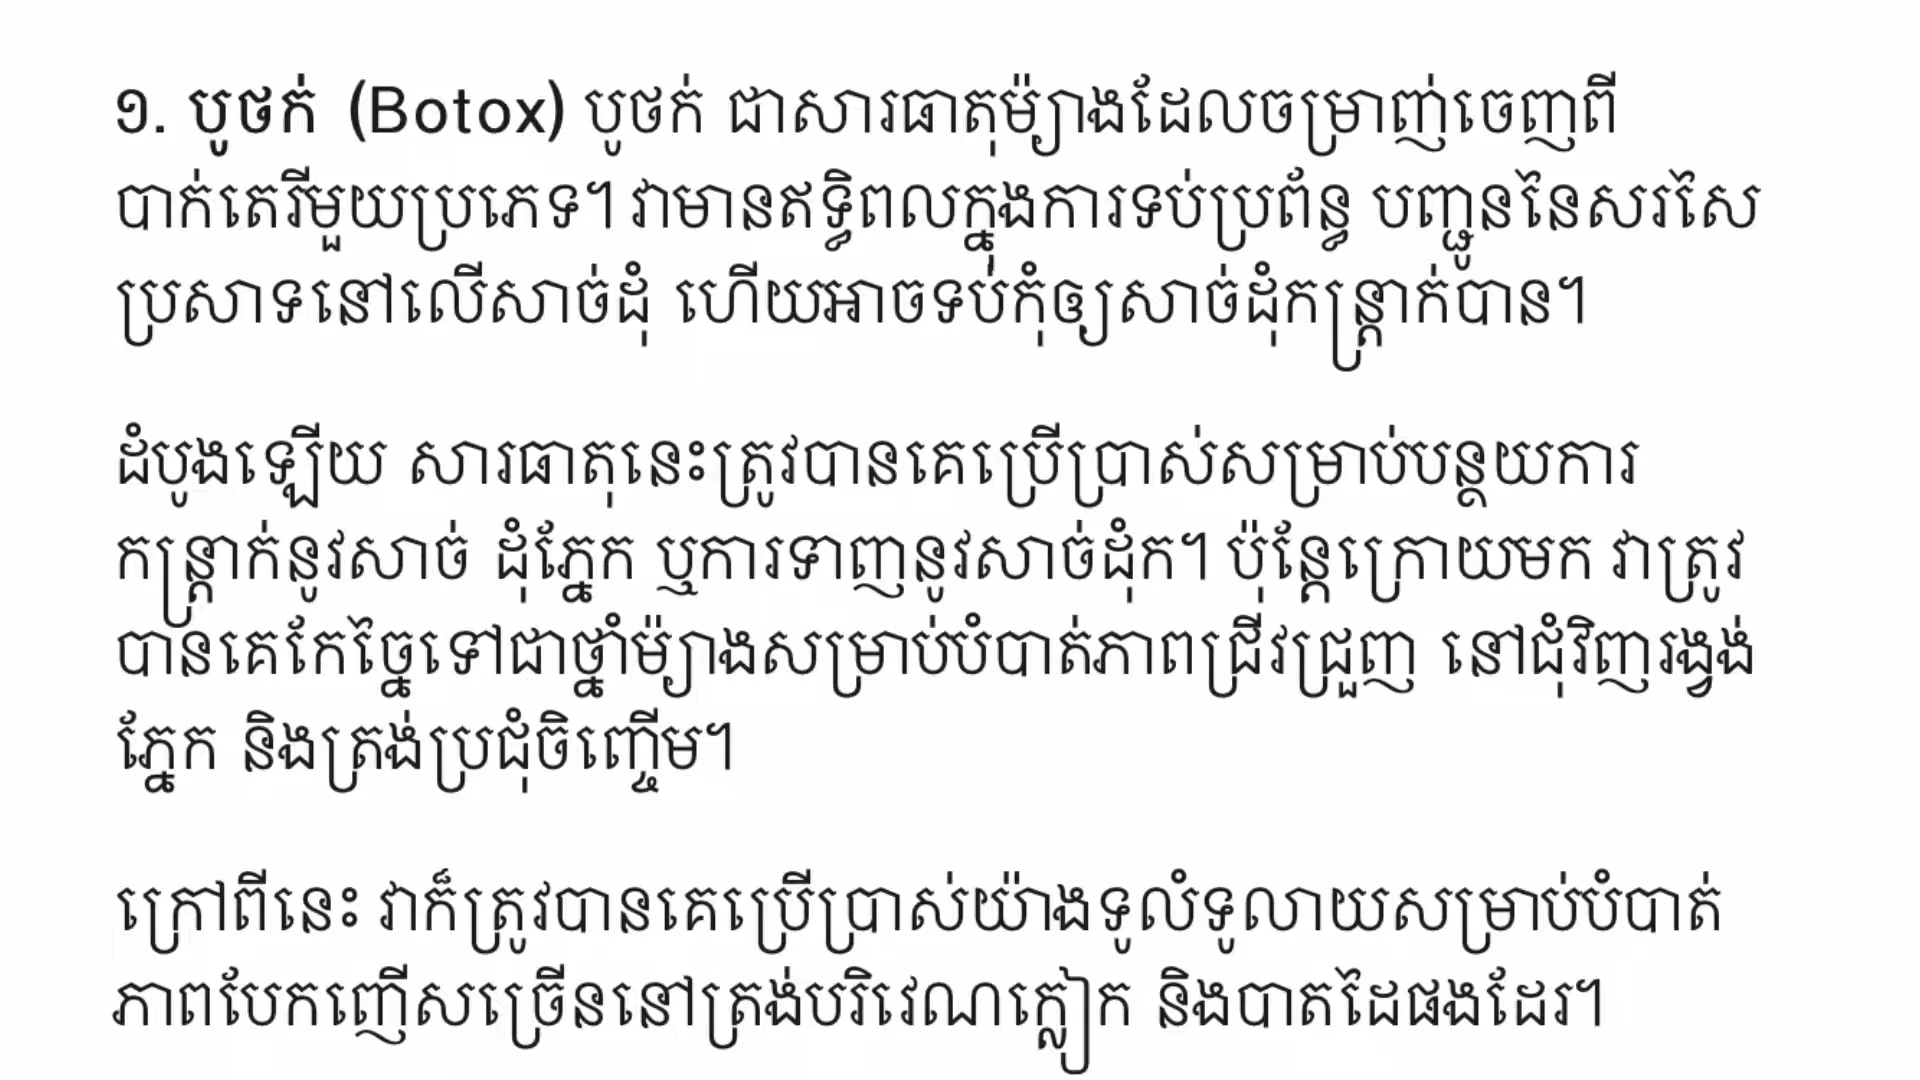 ១. បូថក់ (Botox) បូថក់ ជាសារធាតុម៉្យាងដែលចម្រាញ់ចេញពី
បាក់តេរីមួយប្រភេទ។ វាមានឥទ្ធិពលក្នុងការទប់ប្រព័ន្ធ បញ្ជូននៃសរសៃ
ប្រសាទនៅលើសាច់ដុំ ហើយអាចទប់កុំឲ្យសាច់ដុំកន្ត្រាក់បាន។
ដំបូងឡើយ សារធាតុនេះត្រូវបានគេប្រើប្រាស់សម្រាប់បន្ថយការ
កន្ត្រាក់នូវសាច់ ដុំភ្នែក ឬការទាញនូវសាច់ដុំក។ ប៉ុន្តែក្រោយមក វាត្រូវ
បានគេកែច្នៃទៅជាថ្នាំម៉្យាងសម្រាប់បំបាត់ភាពជ្រីវជ្រួញ នៅជុំវិញរង្វង់
ភ្នែក និងត្រង់ប្រជុំចិញ្ចើម។
ក្រៅពីនេះ វាក៏ត្រូវបានគេប្រើប្រាស់យ៉ាងទូលំទូលាយសម្រាប់បំបាត់
ភាពបែកញើសច្រើននៅត្រង់បរិវេណក្លៀក និងបាតដៃផងដែរ។